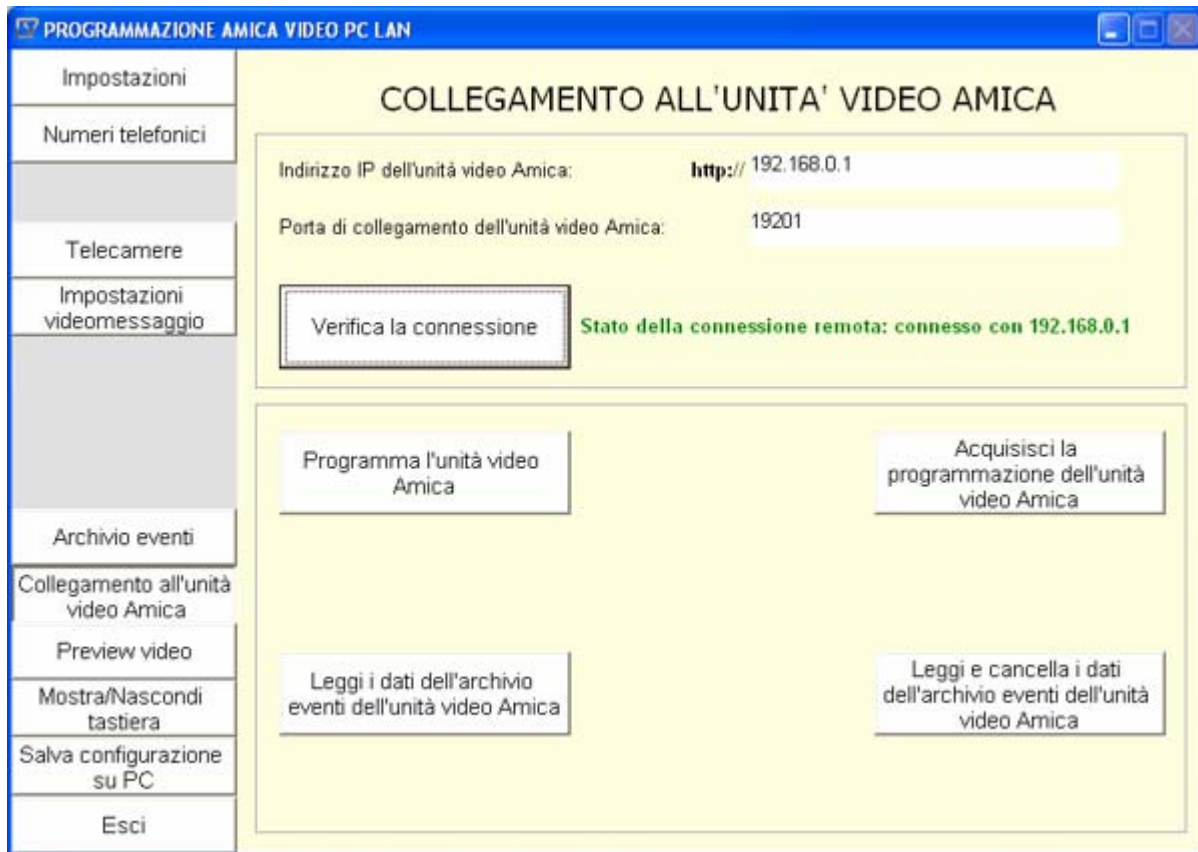 PROGRAMMAZIONE AMICA VIDEO PC LAN
Impostazioni
Numeri telefonici
Telecamere
Impostazioni
videomessaggio
Archivio eventi
Collegamento all'unità
video Amica
Preview video
Mostra/Nascondi
tastiera
Salva configurazione
su PC
Esci
COLLEGAMENTO ALL'UNITA' VIDEO AMICA
Indirizzo IP dell'unità video Amica: http:// 192.168.0.1
Porta di collegamento dell'unità video Amica: 19201
Verifica la connessione
Stato della connessione remota: connesso con 192.168.0.1
Programma l'unità video
Amica
Acquisisci la
programmazione dell'unità
video Amica
Leggi i dati dell'archivio
eventi dell'unità video Amica
Leggi e cancella i dati
dell'archivio eventi dell'unità
video Amica